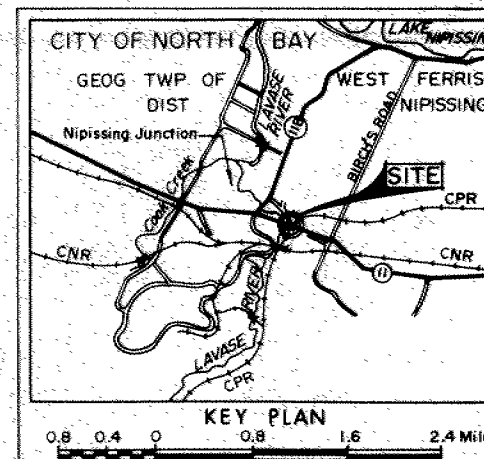 CITY OF NORTH BAY
LAKE
NIPISSING
GEOG TWP OF WEST FERRIS
DIST NIPISSING
LAVASE
RIVER
11B
BIRCH'S ROAD
Nipissing Junction
SITE
Cook Creek
CPR
CNR
CNR
11
RIVER
LAVASE
CPR
KEY PLAN
0.8 0.4 0 0.8 1.6 2.4 Mil